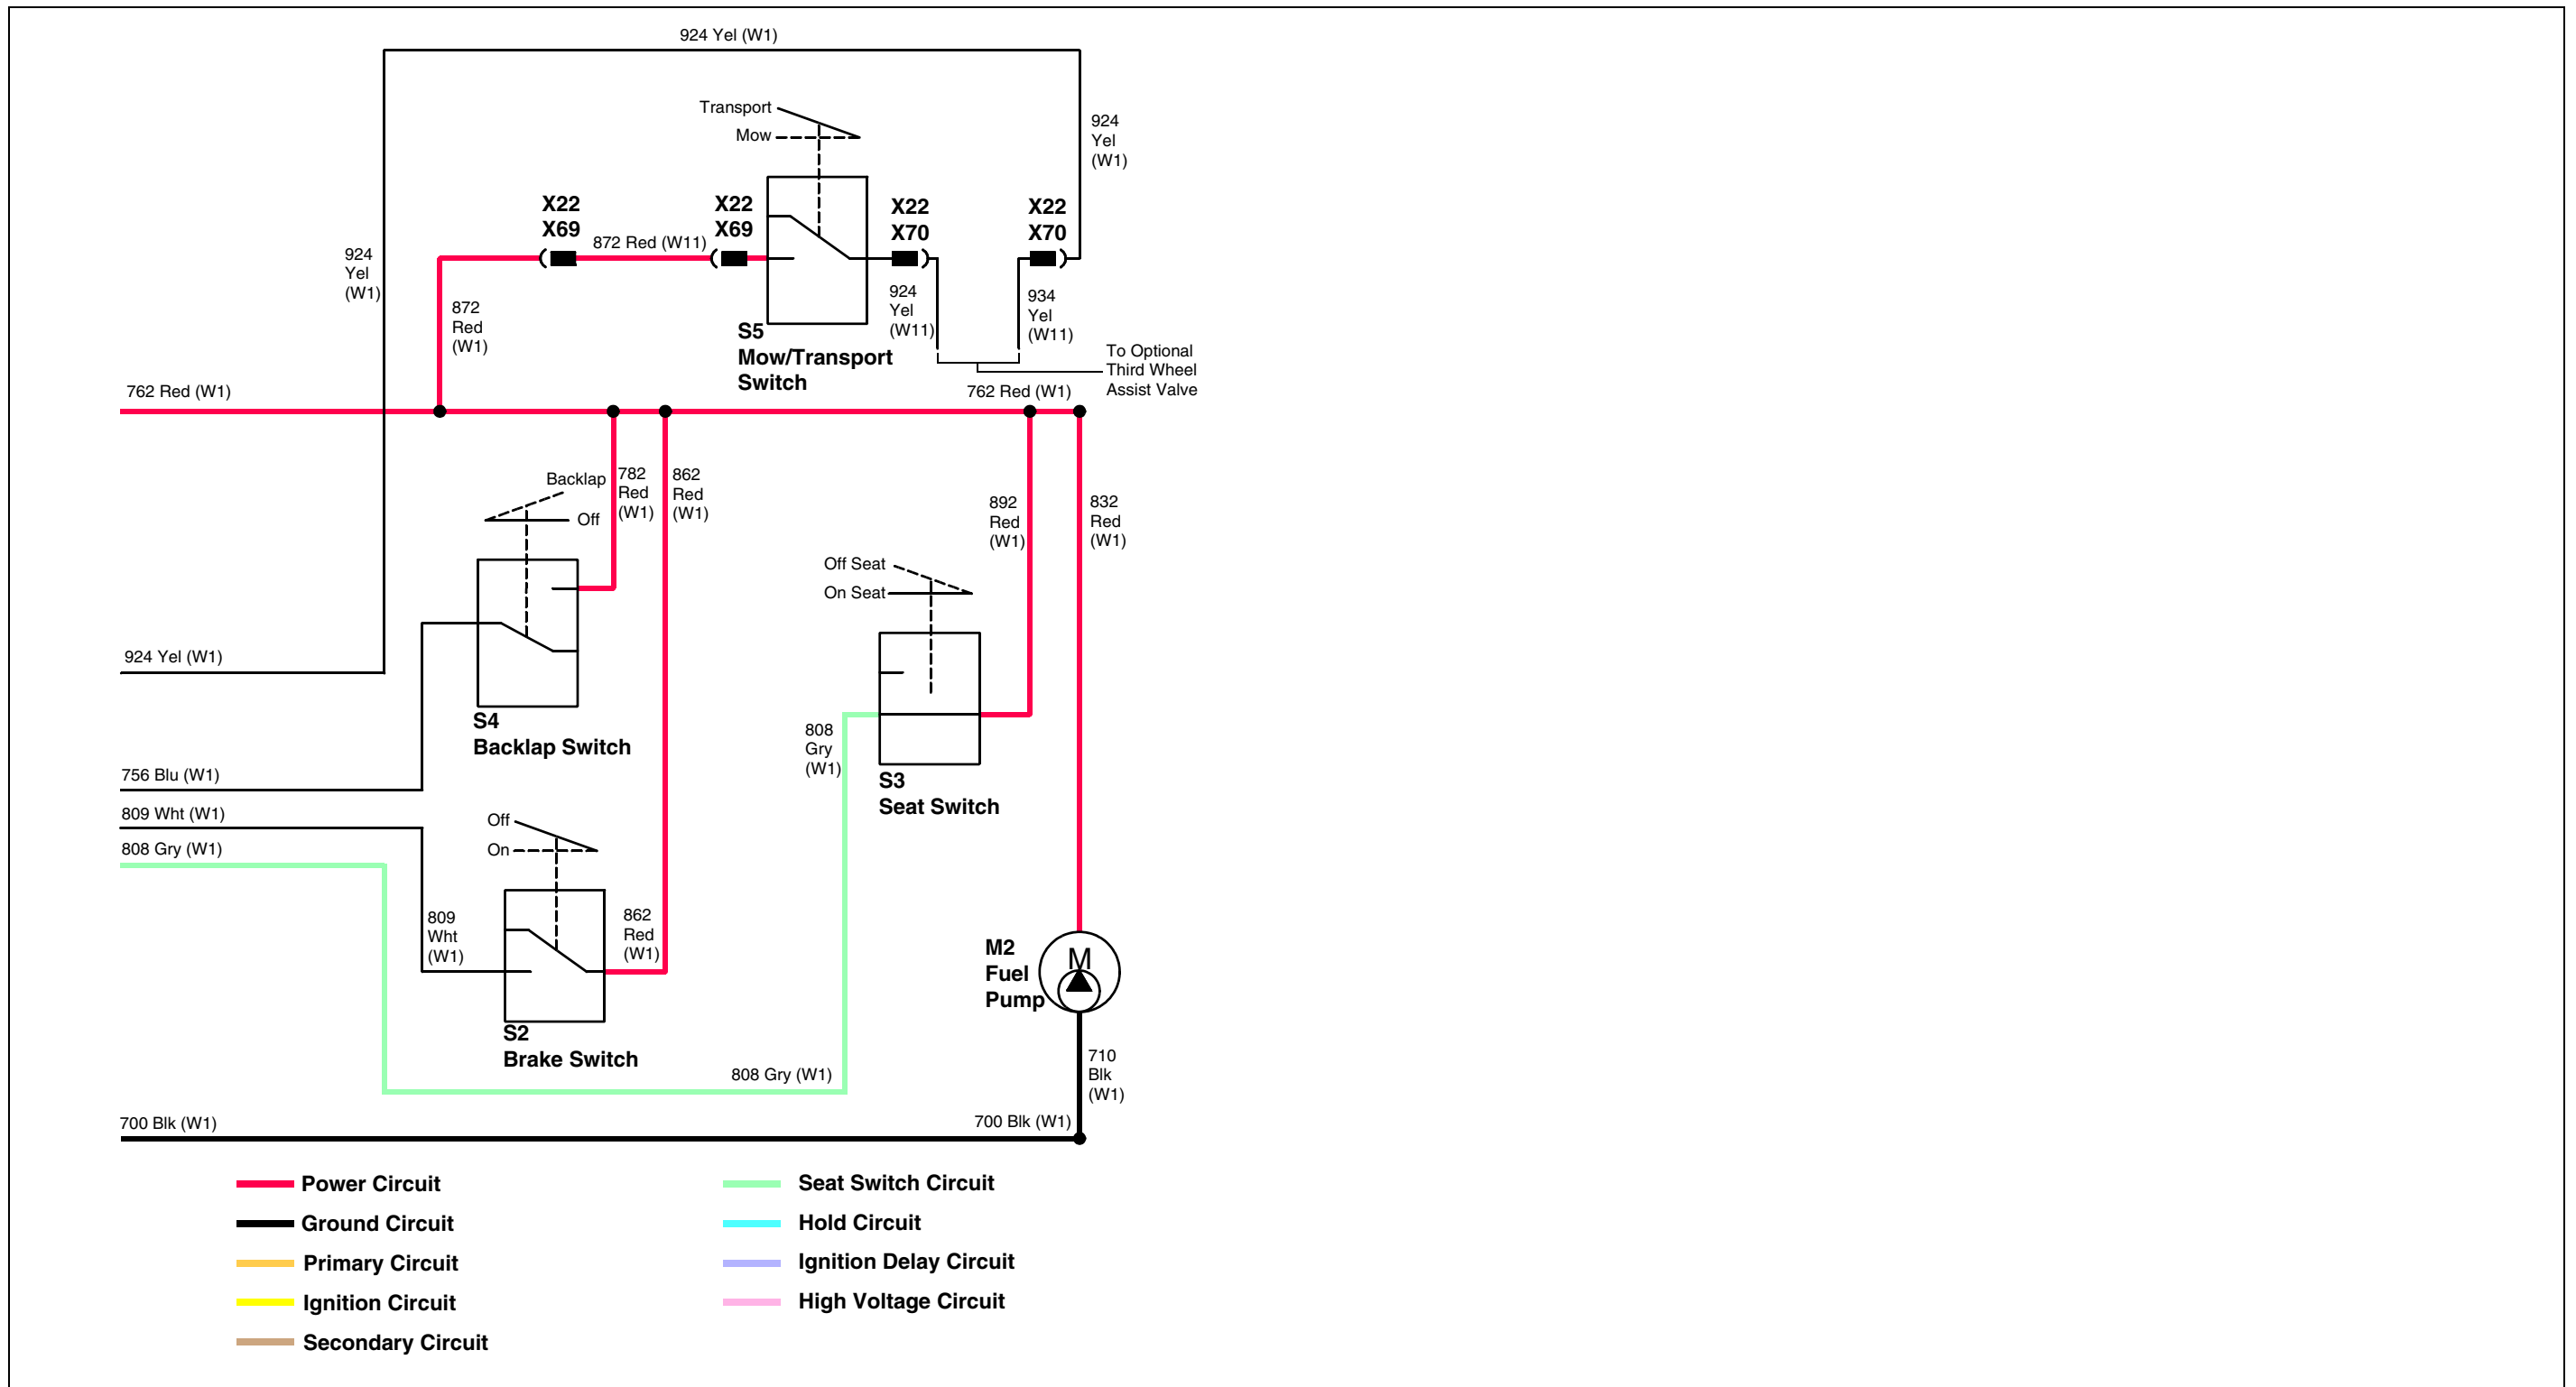 924 Yel (W1)
Transport
Mow
924
Yel
(W1)
X22
X69
X22
X69
X22
X70
X22
X70
872 Red (W11)
924
Yel
(W1)
872
Red
(W1)
924
Yel
(W11)
934
Yel
(W11)
S5
Mow/Transport
Switch
To Optional
Third Wheel
Assist Valve
762 Red (W1)
762 Red (W1)
Backlap
Off
782
Red
(W1)
862
Red
(W1)
892
Red
(W1)
832
Red
(W1)
Off Seat
On Seat
924 Yel (W1)
S4
Backlap Switch
808
Gry
(W1)
S3
Seat Switch
756 Blu (W1)
809 Wht (W1)
808 Gry (W1)
Off
On
809
Wht
(W1)
862
Red
(W1)
M2
Fuel
Pump
M
S2
Brake Switch
808 Gry (W1)
710
Blk
(W1)
700 Blk (W1)
700 Blk (W1)
Power Circuit
Ground Circuit
Primary Circuit
Ignition Circuit
Secondary Circuit
Seat Switch Circuit
Hold Circuit
Ignition Delay Circuit
High Voltage Circuit